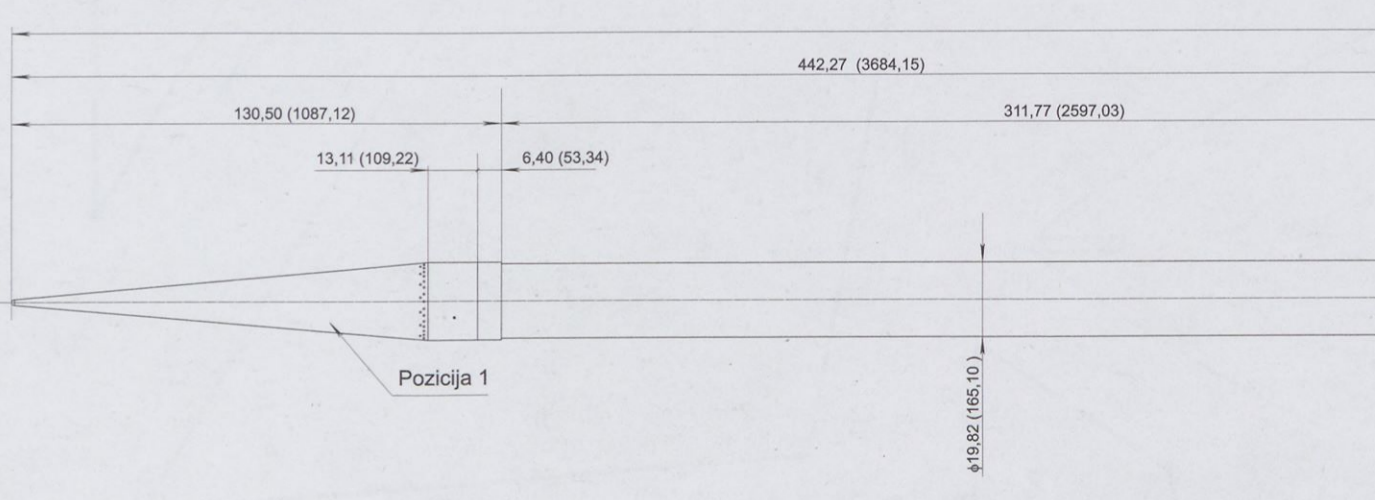 442,27 (3684,15)
130,50 (1087,12)
311,77 (2597,03)
13,11 (109,22)
6,40 (53,34)
Pozicija 1
ϕ19,82 (165,10 )